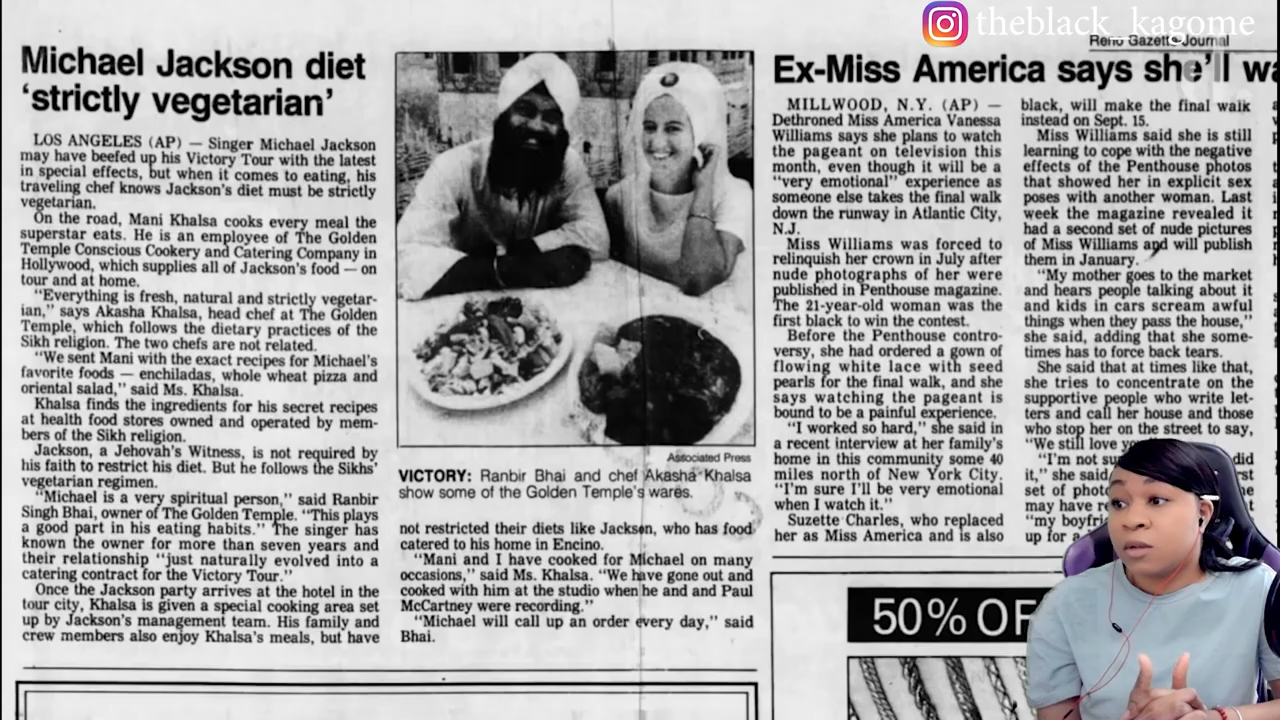 theblack_kagome
Reno Gazette-Journal
Michael Jackson diet
‘strictly vegetarian’
LOS ANGELES (AP) — Singer Michael Jackson
may have beefed up his Victory Tour with the latest
in special effects, but when it comes to eating, his
traveling chef knows Jackson's diet must be strictly
vegetarian.
On the road, Mani Khalsa cooks every meal the
superstar eats. He is an employee of The Golden
Temple Conscious Cookery and Catering Company in
Hollywood, which supplies all of Jackson's food — on
tour and at home.
“Everything is fresh, natural and strictly vegetar-
ian,” says Akasha Khalsa, head chef at The Golden
Temple, which follows the dietary practices of the
Sikh religion. The two chefs are not related.
“We sent Mani with the exact recipes for Michael's
favorite foods — enchiladas, whole wheat pizza and
oriental salad,” said Ms. Khalsa.
Khalsa finds the ingredients for his secret recipes
at health food stores owned and operated by mem-
bers of the Sikh religion.
Jackson, a Jehovah's Witness, is not required by
his faith to restrict his diet. But he follows the Sikhs'
vegetarian regimen.
“Michael is a very spiritual person,” said Ranbir
Singh Bhai, owner of The Golden Temple. “This plays
a good part in his eating habits.” The singer has
known the owner for more than seven years and
their relationship “just naturally evolved into a
catering contract for the Victory Tour.”
Once the Jackson party arrives at the hotel in the
tour city, Khalsa is given a special cooking area set
up by Jackson's management team. His family and
crew members also enjoy Khalsa's meals, but have
Associated Press
VICTORY: Ranbir Bhai and chef Akasha Khalsa
show some of the Golden Temple's wares.
not restricted their diets like Jackson, who has food
catered to his home in Encino.
“Mani and I have cooked for Michael on many
occasions,” said Ms. Khalsa. “We have gone out and
cooked with him at the studio when he and and Paul
McCartney were recording.”
“Michael will call up an order every day,” said
Bhai.
Ex-Miss America says she'll wa
MILLWOOD, N.Y. (AP) —
Dethroned Miss America Vanessa
Williams says she plans to watch
the pageant on television this
month, even though it will be a
“very emotional” experience as
someone else takes the final walk
down the runway in Atlantic City,
N.J.
Miss Williams was forced to
relinquish her crown in July after
nude photographs of her were
published in Penthouse magazine.
The 21-year-old woman was the
first black to win the contest.
Before the Penthouse contro-
versy, she had ordered a gown of
flowing white lace with seed
pearls for the final walk, and she
says watching the pageant is
bound to be a painful experience.
“I worked so hard,” she said in
a recent interview at her family's
home in this community some 40
miles north of New York City.
“I'm sure I'll be very emotional
when I watch it.”
Suzette Charles, who replaced
her as Miss America and is also
black, will make the final walk
instead on Sept. 15.
Miss Williams said she is still
learning to cope with the negative
effects of the Penthouse photos
that showed her in explicit sex
poses with another woman. Last
week the magazine revealed it
had a second set of nude pictures
of Miss Williams and will publish
them in January.
“My mother goes to the market
and hears people talking about it
and kids in cars scream awful
things when they pass the house,”
she said, adding that she some-
times has to force back tears.
She said that at times like that,
she tries to concentrate on the
supportive people who write let-
ters and call her house and those
who stop her on the street to say,
“We still love
“I'm not did
it,” she said
set of
may have
“my
up for a
50% OF